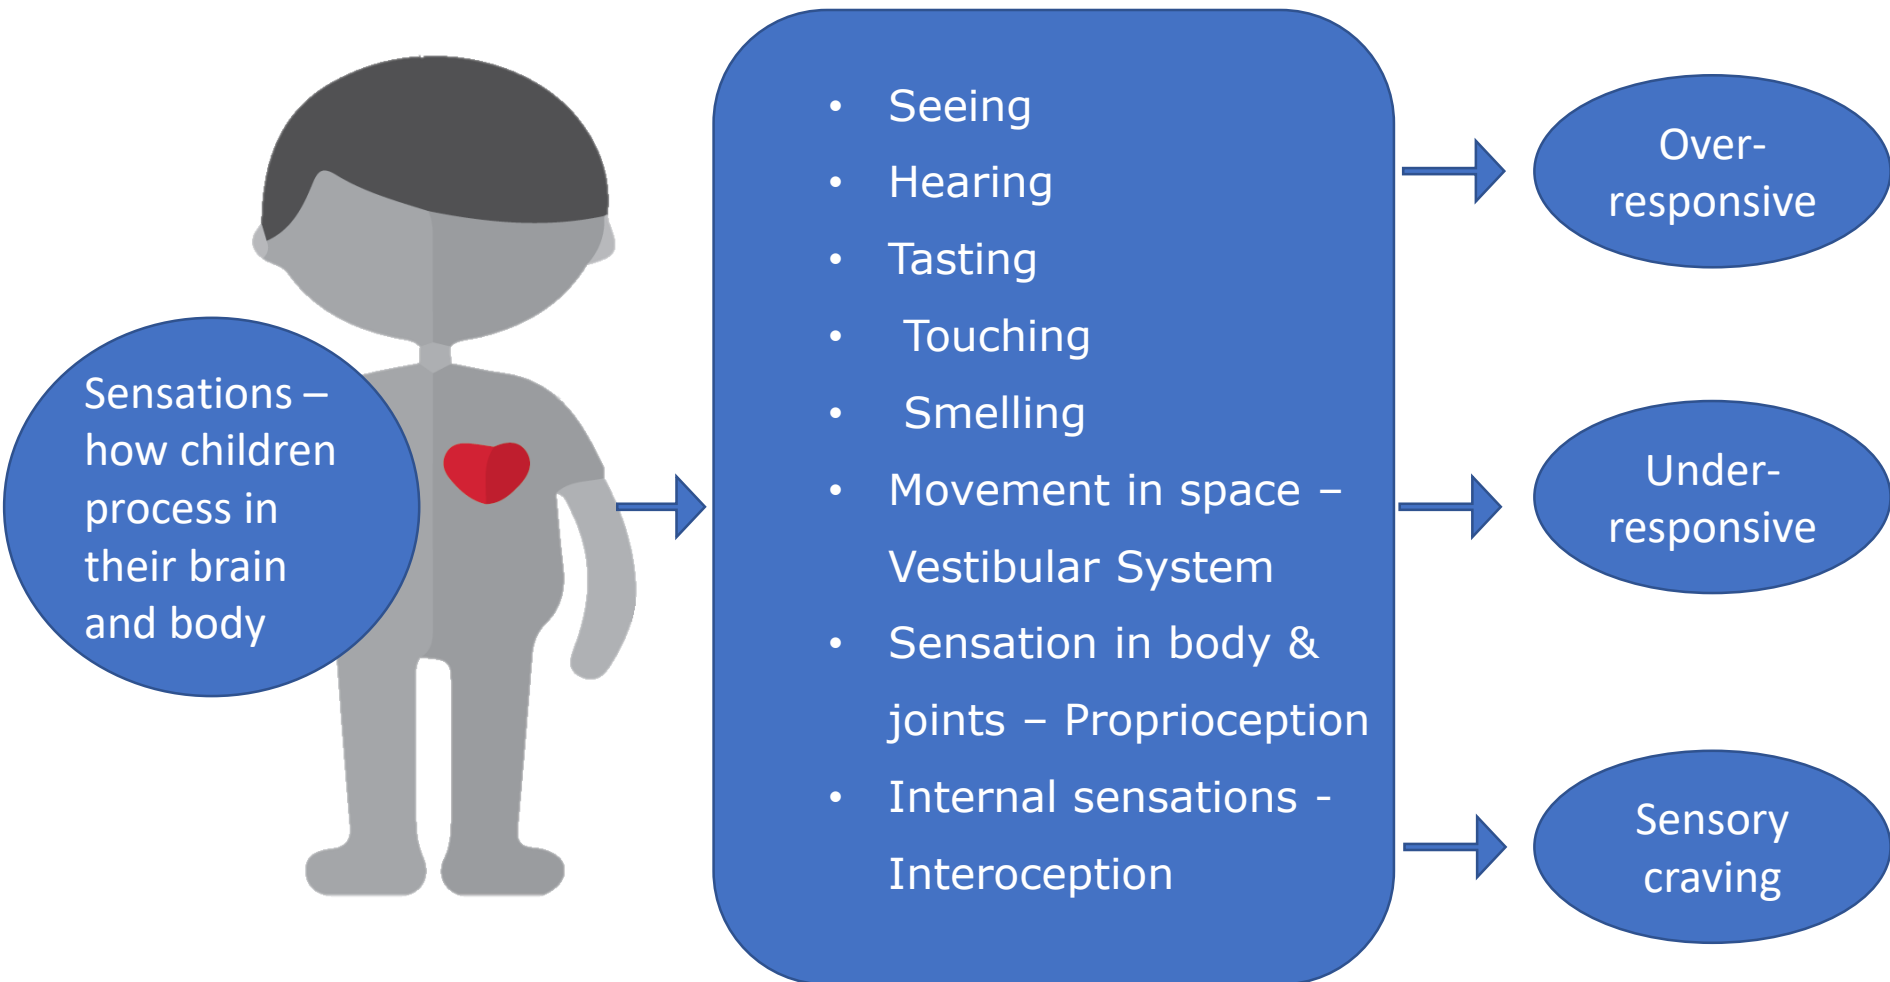 Sensations –
how children
process in
their brain
and body
• Seeing
• Hearing
• Tasting
• Touching
• Smelling
• Movement in space –
Vestibular System
• Sensation in body &
joints – Proprioception
• Internal sensations -
Interoception
Over-
responsive
Under-
responsive
Sensory
craving